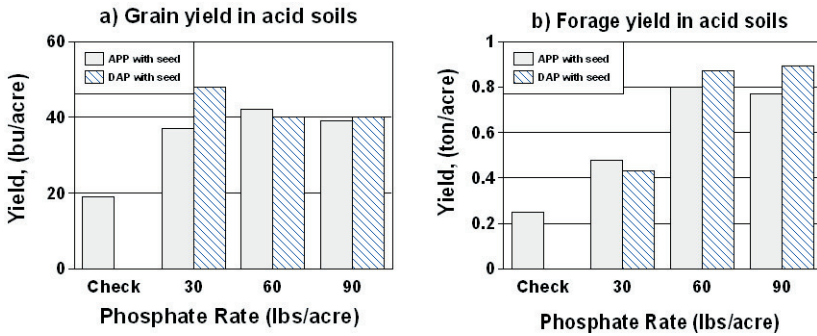 a) Grain yield in acid soils
60
40
20
0
Yield, (bu/acre)
APP with seed
DAP with seed
Check 30 60 90
Phosphate Rate (lbs/acre)
b) Forage yield in acid soils
1
0.8
0.6
0.4
0.2
0
Yield, (ton/acre)
APP with seed
DAP with seed
Check 30 60 90
Phosphate Rate (lbs/acre)